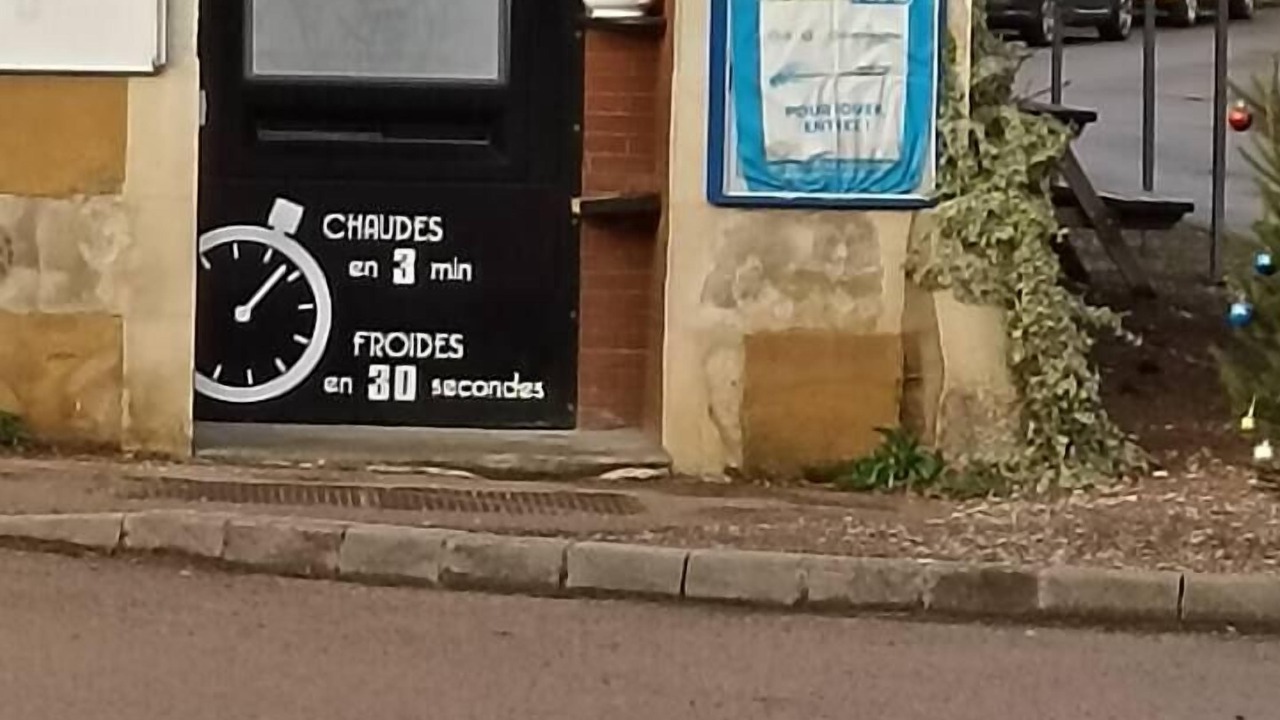 CHAUDES
en 3 min
FROIDES
en 30 secondes
POUR JOUER
ENTREZ !